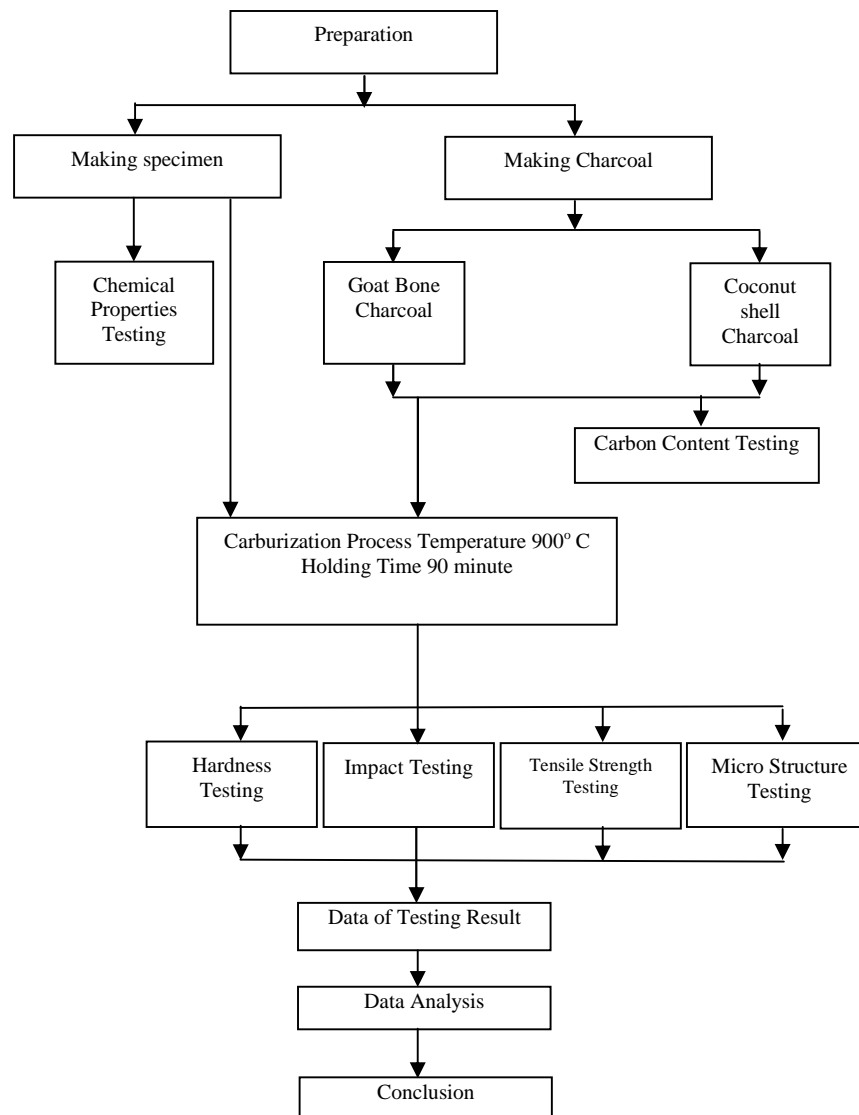 Preparation
Making specimen
Making Charcoal
Chemical
Properties
Testing
Goat Bone
Charcoal
Coconut
shell
Charcoal
Carbon Content Testing
Carburization Process Temperature 900° C
Holding Time 90 minute
Hardness
Testing
Impact Testing
Tensile Strength
Testing
Micro Structure
Testing
Data of Testing Result
Data Analysis
Conclusion